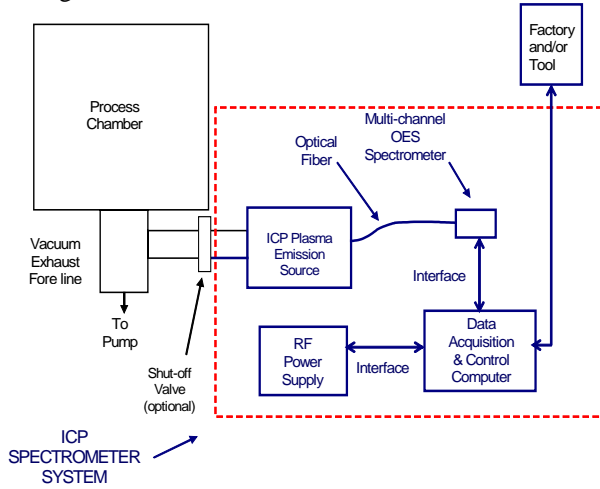 Factory
and/or
Tool
Process
Chamber
Multi-channel
OES
Spectrometer
Optical
Fiber
Vacuum
Exhaust
Fore line
ICP Plasma
Emission
Source
Interface
To
Pump
RF
Power
Supply
Interface
Data
Acquisition
& Control
Computer
Shut-off
Valve
(optional)
ICP
SPECTROMETER
SYSTEM